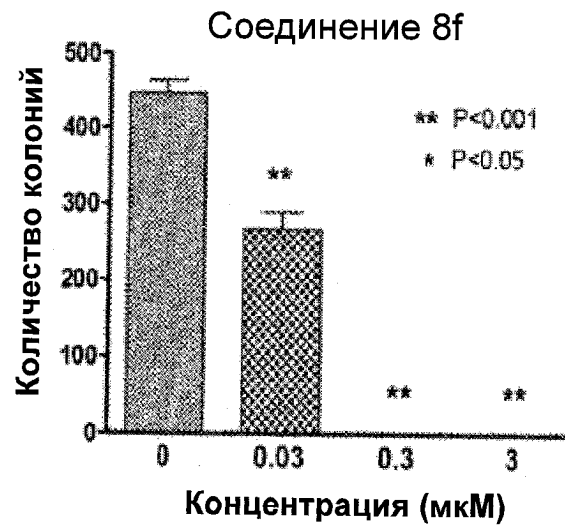 Соединение 8f
Количество колоний
500
400
300
200
100
0
** P<0.001
* P<0.05
**
** **
0 0.03 0.3 3
Концентрация (мкМ)